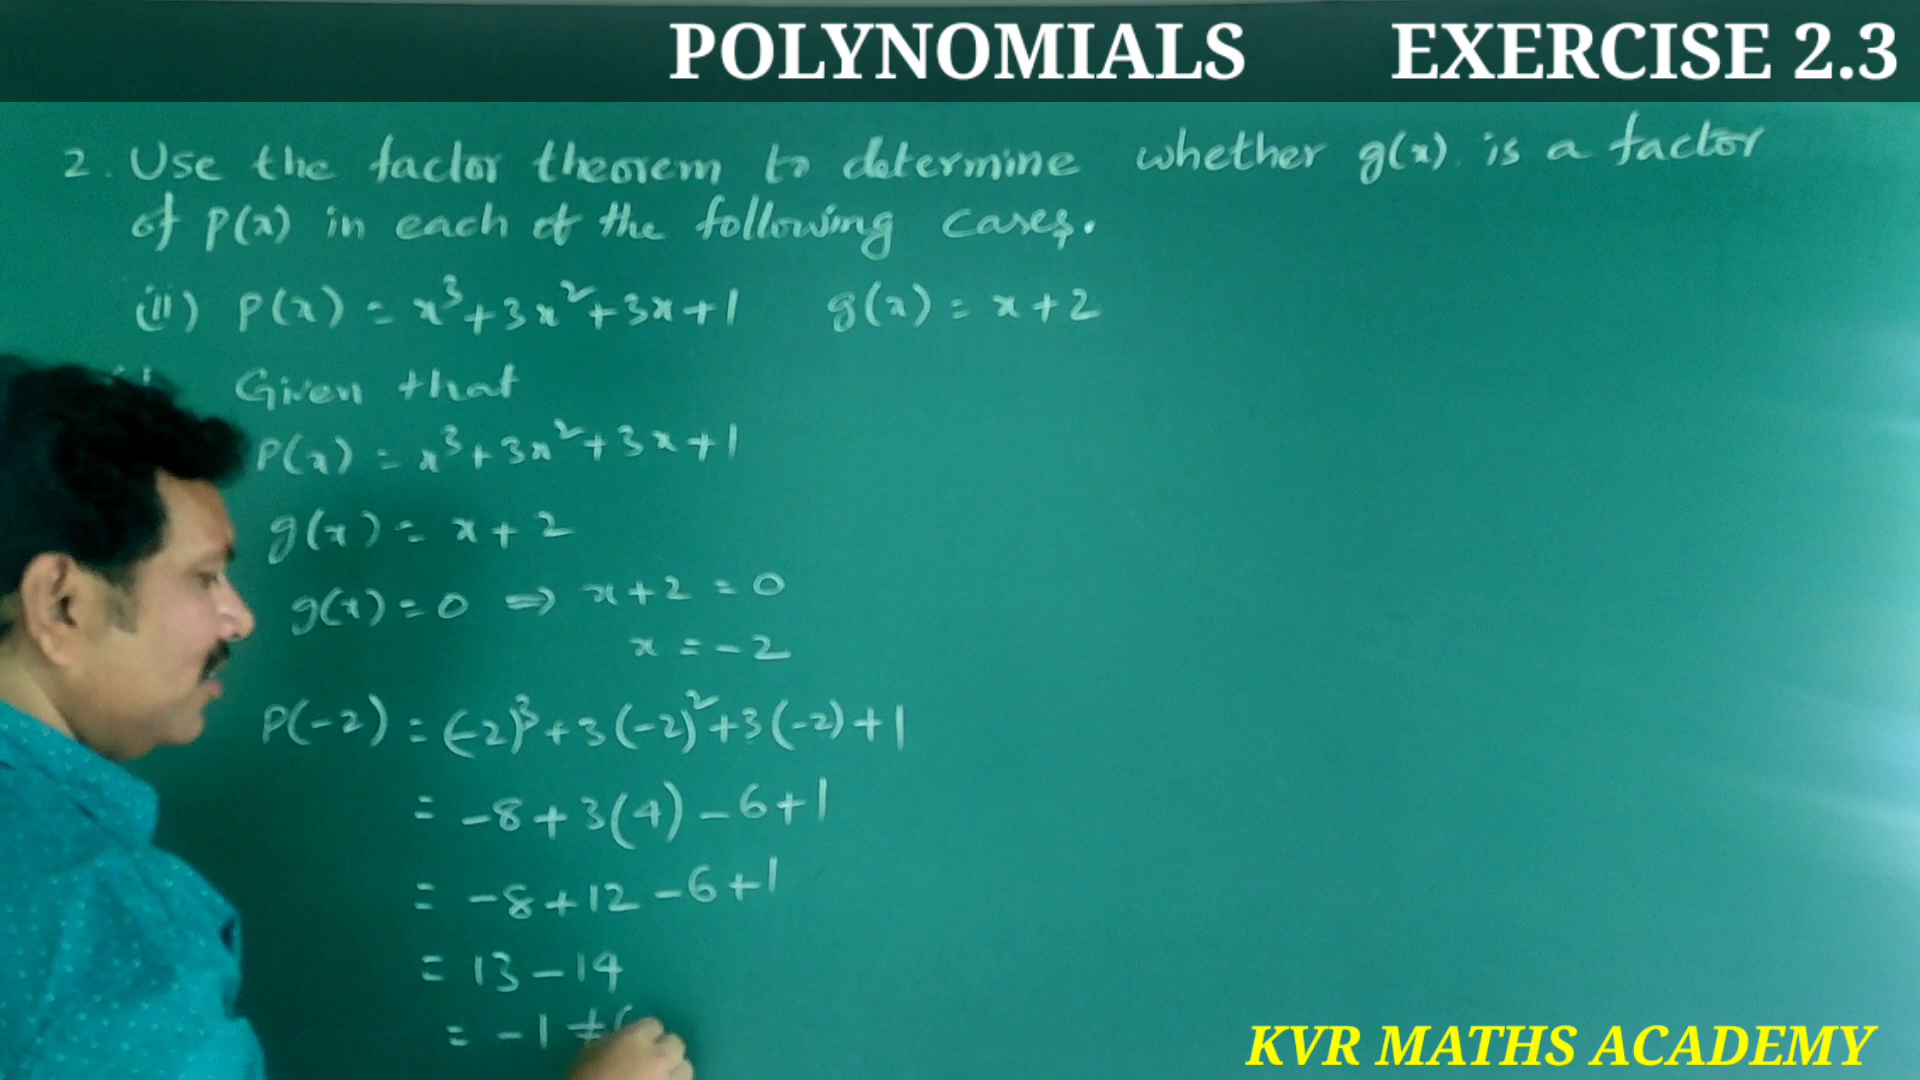 POLYNOMIALS EXERCISE 2.3
2. Use the factor theorem to determine whether g(x) is a factor
of P(x) in each of the following cases.
(ii) P(x) = x³+3x²+3x+1 g(x) = x+2
Given that
P(x) = x³+3x²+3x+1
g(x) = x+2
g(x) = 0 ⇒ x+2 = 0
x = -2
P(-2) = (-2)³+3(-2)²+3(-2)+1
= -8+3(4)-6+1
= -8+12-6+1
= 13-14
= -1 ≠
KVR MATHS ACADEMY